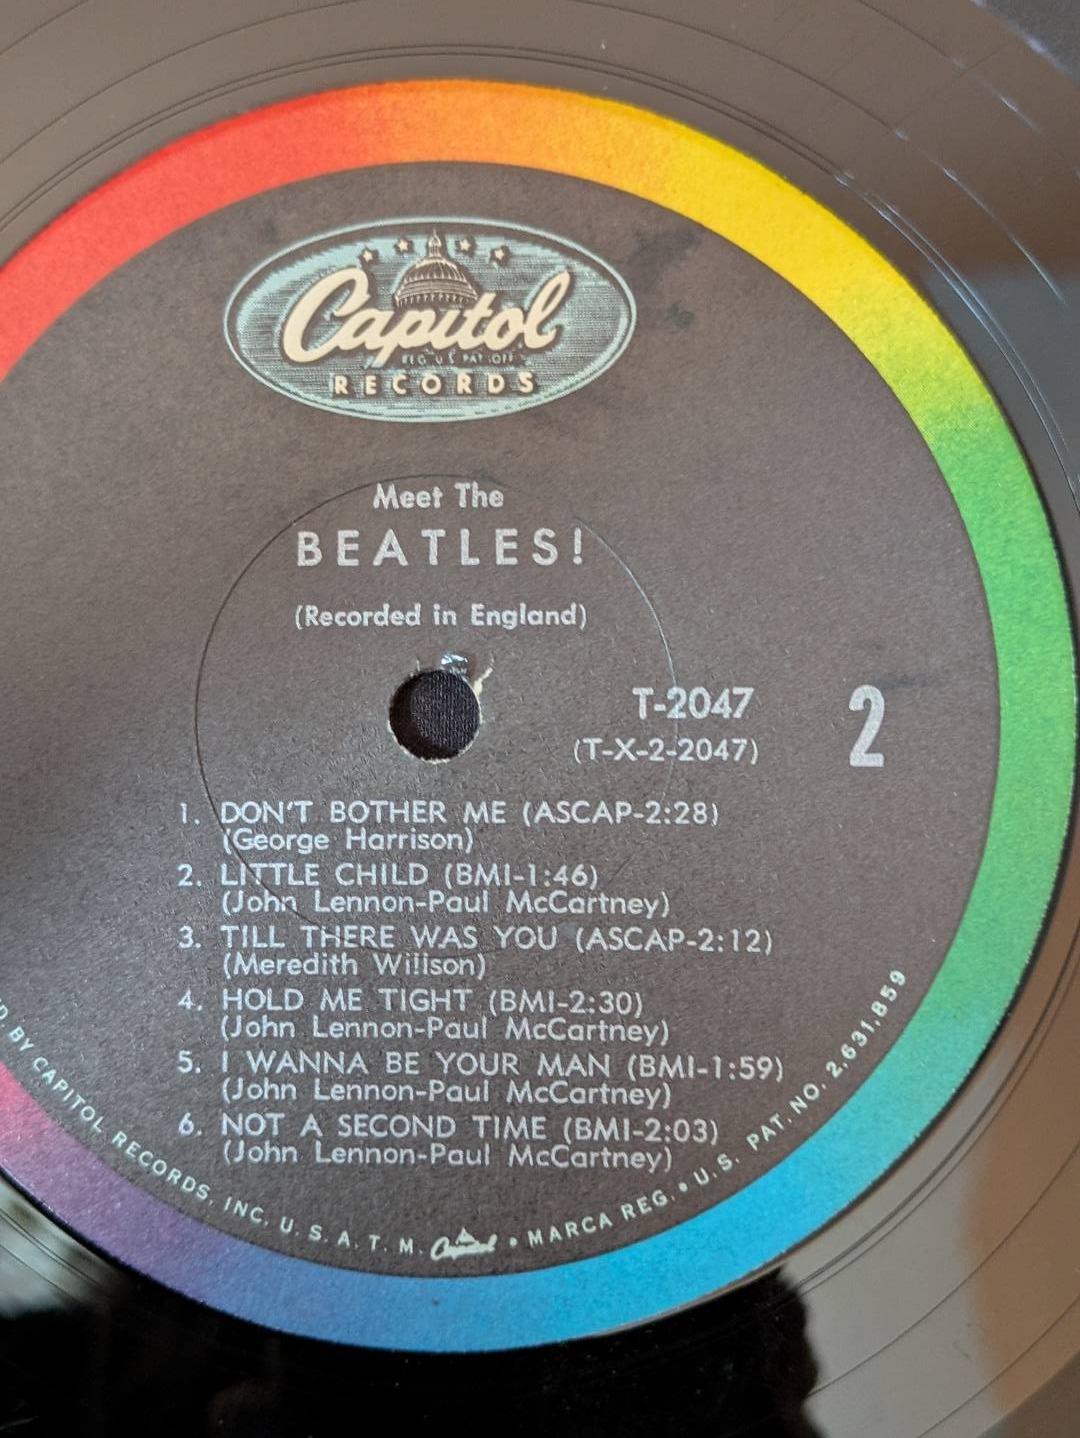 Capitol
REG. U.S. PAT. OFF.
RECORDS
Meet The
BEATLES!
(Recorded in England)
T-2047
(T-X-2-2047)
2
1. DON'T BOTHER ME (ASCAP-2:28)
(George Harrison)
2. LITTLE CHILD (BMI-1:46)
(John Lennon-Paul McCartney)
3. TILL THERE WAS YOU (ASCAP-2:12)
(Meredith Willson)
4. HOLD ME TIGHT (BMI-2:30)
(John Lennon-Paul McCartney)
5. I WANNA BE YOUR MAN (BMI-1:59)
(John Lennon-Paul McCartney)
6. NOT A SECOND TIME (BMI-2:03)
(John Lennon-Paul McCartney)
BY CAPITOL RECORDS, INC. U. S. A. T. M. Capitol • MARCA REG. • U.S. PAT. NO. 2,631,859